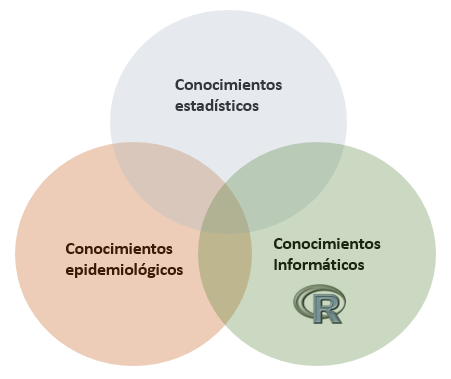 Conocimientos
estadísticos
Conocimientos
epidemiológicos
Conocimientos
Informáticos
R